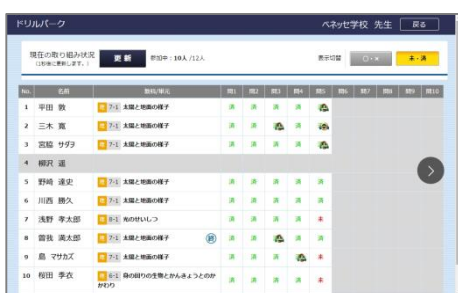 ドリルパーク
ベネッセ学校 先生 戻る
現在の取り組み状況
(1秒後に更新します。)
更新 参加中:10人 /12人 表示切替 ○・× 未・済
No. 名前 教科/単元 問1 問2 問3 問4 問5 問6 問7 問8 問9 問10
1 平田 敦 理 7-1 太陽と地面の様子 済 済 済 済
2 三木 寛 理 7-1 太陽と地面の様子 済 済 済
3 宮脇 サダヲ 理 7-1 太陽と地面の様子 済 済 済 済
4 柳沢 遥
5 野崎 達史 理 7-1 太陽と地面の様子 済 済 済 済 済
6 川西 勝久 理 7-1 太陽と地面の様子 済 済 済 済 済
7 浅野 孝太郎 理 8-1 光のせいしつ 済 済 済 済 未
8 曽我 満太郎 理 7-1 太陽と地面の様子 終 済 済 済 済
9 島 マサカズ 理 7-1 太陽と地面の様子 済 済 済 未
10 桜田 季衣 理 6-1 身の回りの生物とかんきょうとのか
かわり 済 済 済 済 未